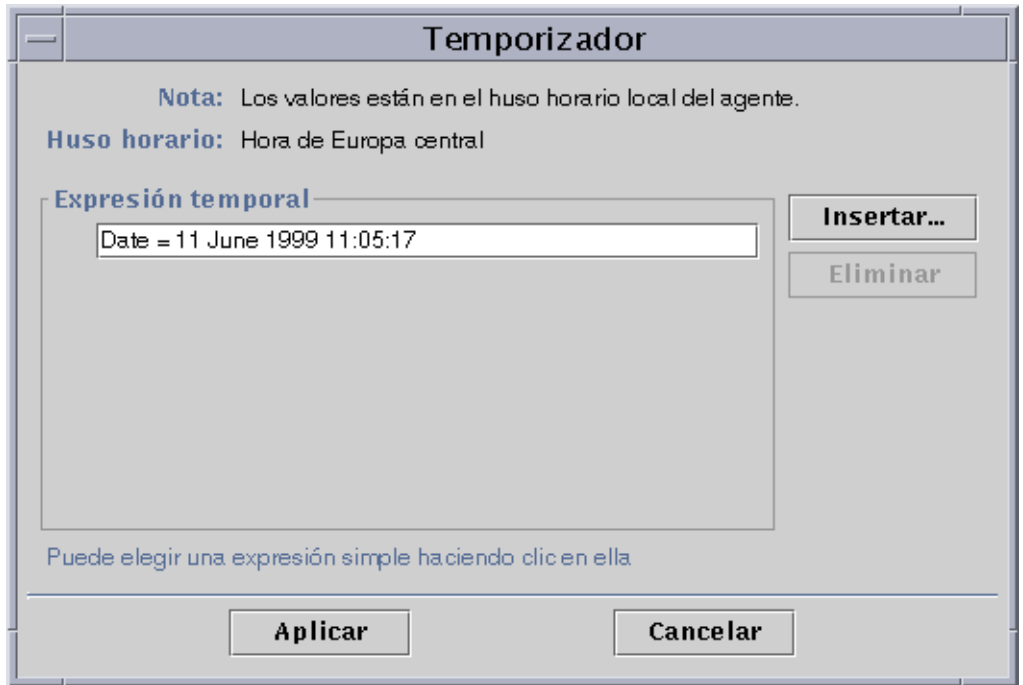 Temporizador
Nota: Los valores están en el huso horario local del agente.
Huso horario: Hora de Europa central
Expresión temporal
Date = 11 June 1999 11:05:17
Insertar...
Eliminar
Puede elegir una expresión simple haciendo clic en ella
Aplicar Cancelar